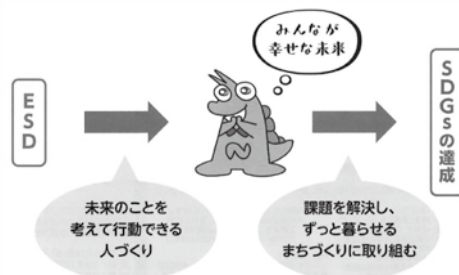 みんなが
幸せな未来
ESD
SDGsの達成
未来のことを
考えて行動できる
人づくり
課題を解決し、
ずっと暮らせる
まちづくりに取り組む